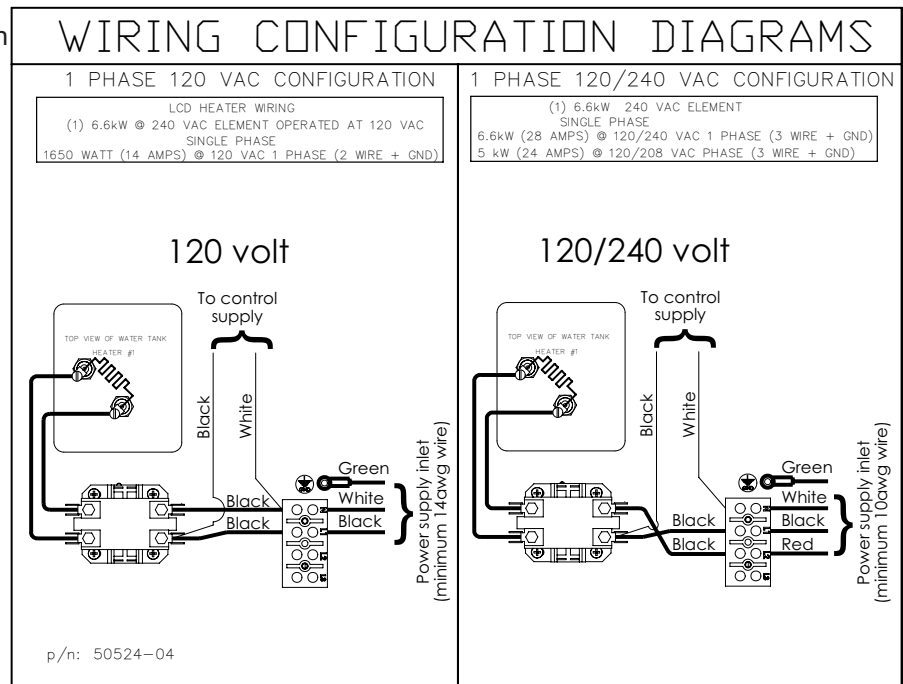 n
WIRING CONFIGURATION DIAGRAMS
1 PHASE 120 VAC CONFIGURATION
LCD HEATER WIRING
(1) 6.6kW @ 240 VAC ELEMENT OPERATED AT 120 VAC
SINGLE PHASE
1650 WATT (14 AMPS) @ 120 VAC 1 PHASE (2 WIRE + GND)
120 volt
To control
supply
TOP VIEW OF WATER TANK
HEATER #1
Black
White
Green
White
Black
Black
Black
N
L1
L2
L3
Power supply inlet
(minimum 14awg wire)
p/n: 50524-04
1 PHASE 120/240 VAC CONFIGURATION
(1) 6.6kW 240 VAC ELEMENT
SINGLE PHASE
6.6kW (28 AMPS) @ 120/240 VAC 1 PHASE (3 WIRE + GND)
5 kW (24 AMPS) @ 120/208 VAC PHASE (3 WIRE + GND)
120/240 volt
To control
supply
TOP VIEW OF WATER TANK
HEATER #1
Black
White
Green
White
Black
Black
Black
Red
N
L1
L2
L3
Power supply inlet
(minimum 10awg wire)